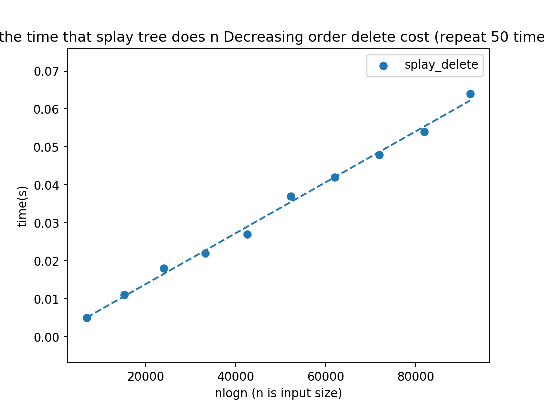 the time that splay tree does n Decreasing order delete cost (repeat 50 time
splay_delete
0.07
0.06
0.05
0.04
0.03
0.02
0.01
0.00
time(s)
20000 40000 60000 80000
nlogn (n is input size)